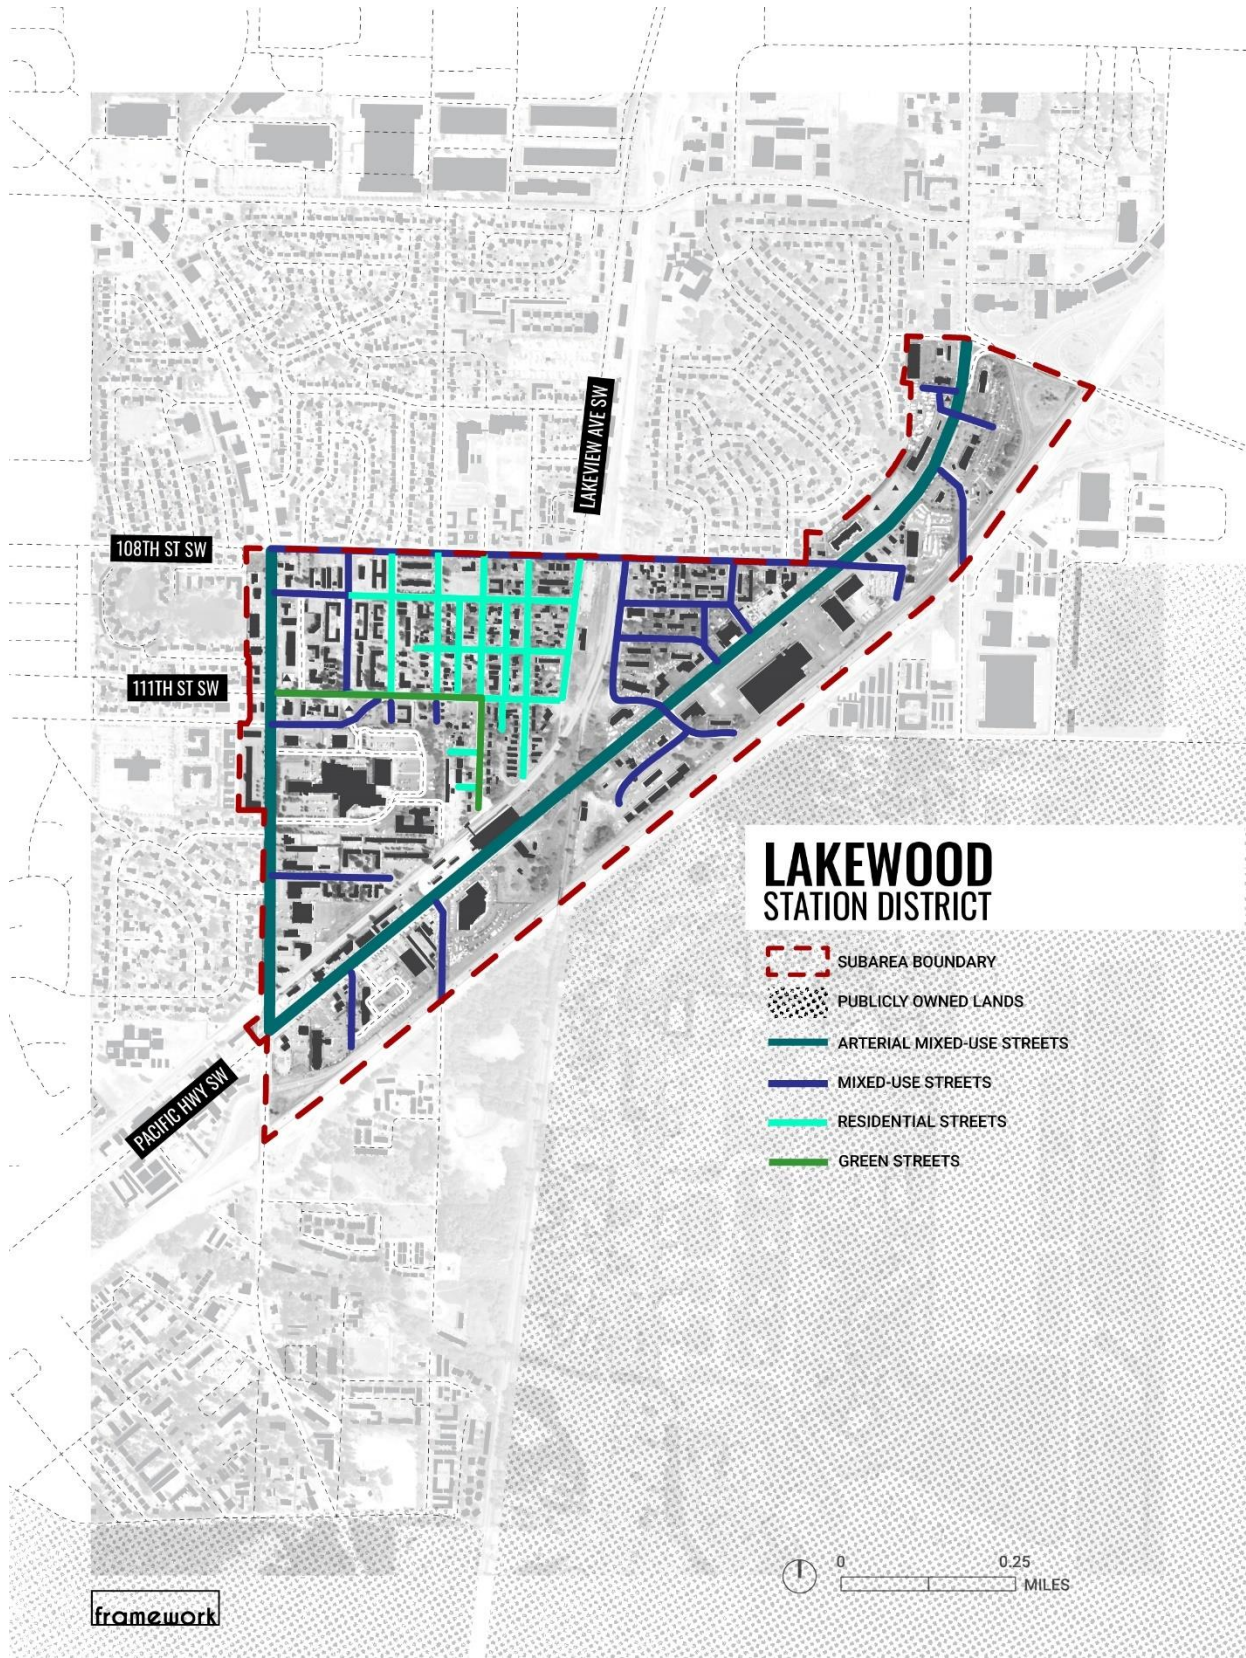 LAKEVIEW AVE SW
108TH ST SW
111TH ST SW
PACIFIC HWY SW
LAKEWOOD
STATION DISTRICT
SUBAREA BOUNDARY
PUBLICLY OWNED LANDS
ARTERIAL MIXED-USE STREETS
MIXED-USE STREETS
RESIDENTIAL STREETS
GREEN STREETS
0 0.25
MILES
framework